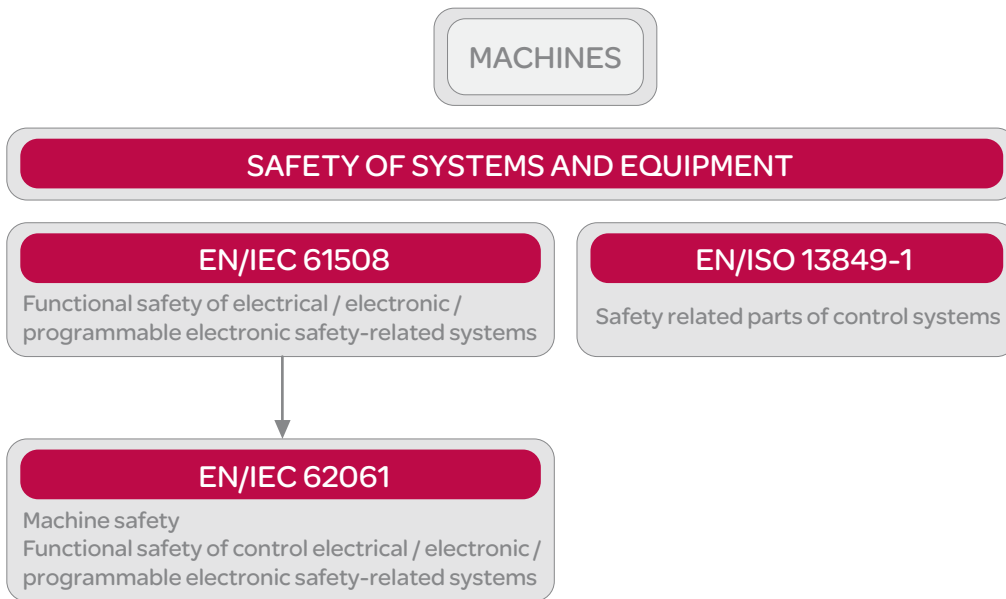 MACHINES
SAFETY OF SYSTEMS AND EQUIPMENT
EN/IEC 61508
Functional safety of electrical / electronic /
programmable electronic safety-related systems
EN/ISO 13849-1
Safety related parts of control systems
EN/IEC 62061
Machine safety
Functional safety of control electrical / electronic /
programmable electronic safety-related systems